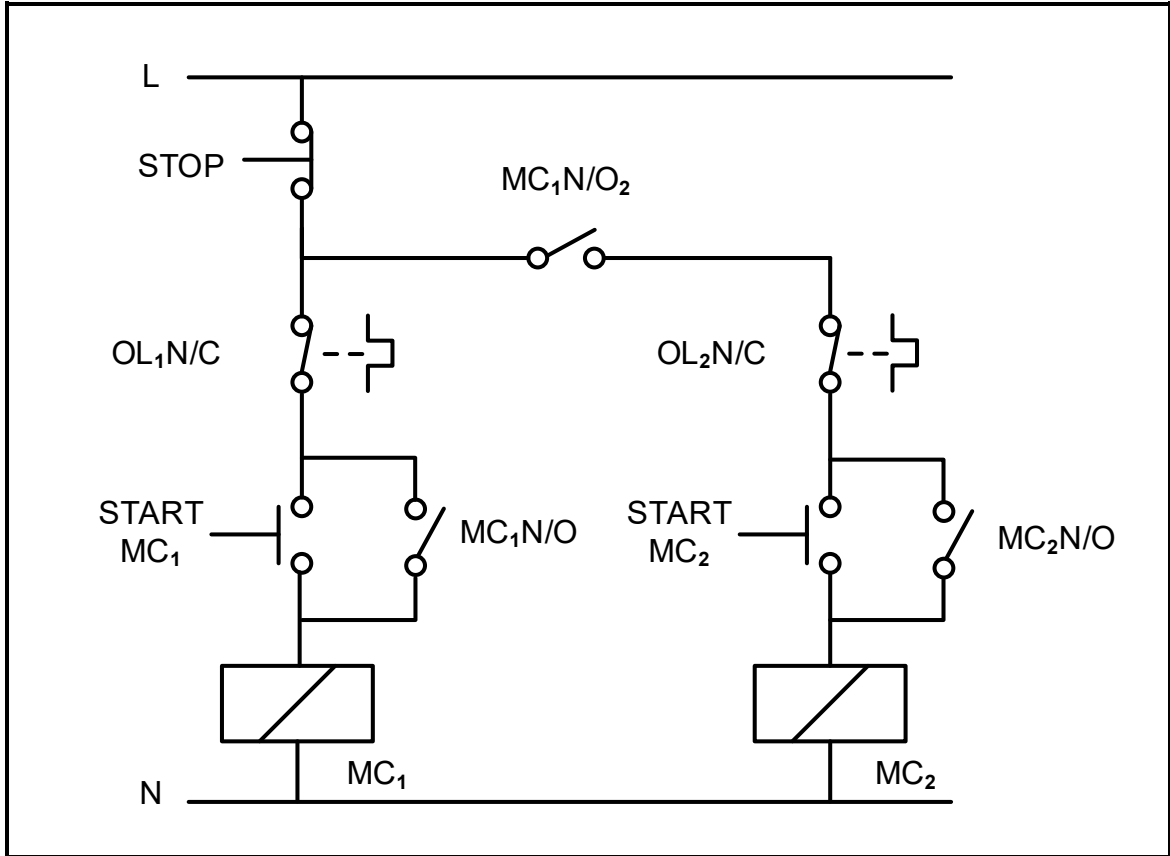 L
STOP
MC₁N/O₂
OL₁N/C
OL₂N/C
START
MC₁
MC₁N/O
START
MC₂
MC₂N/O
MC₁
MC₂
N